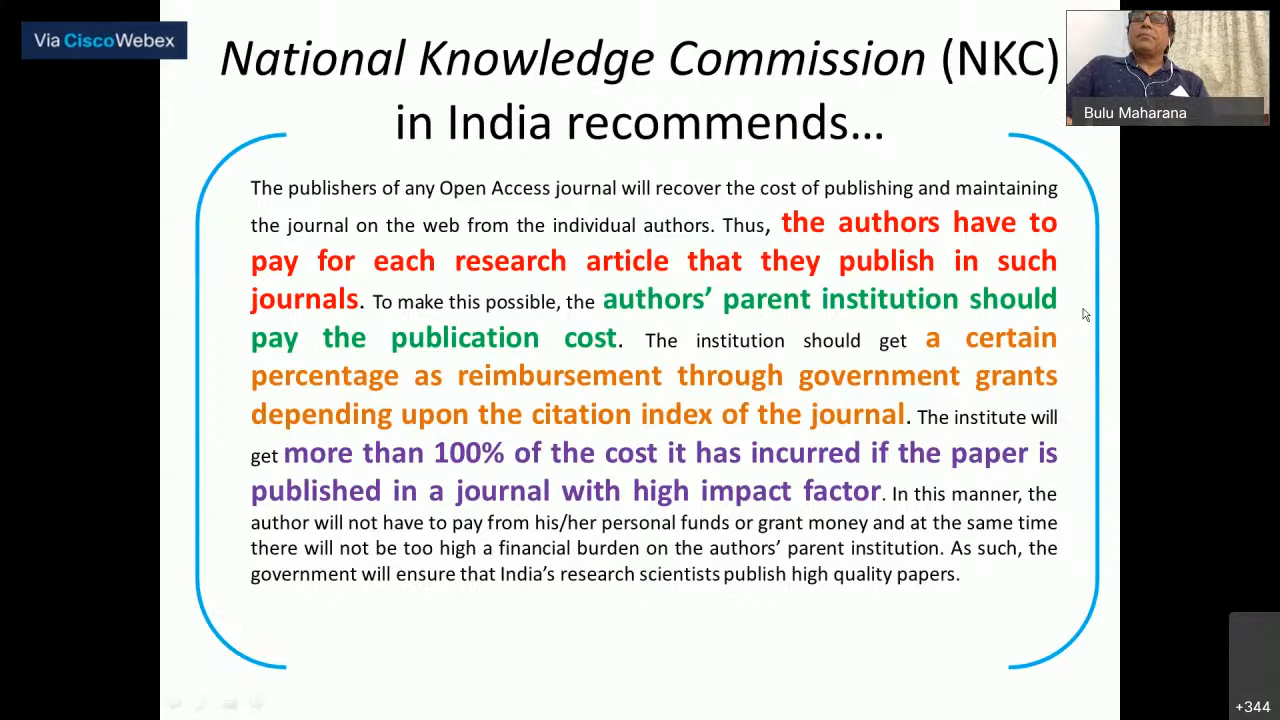 Via CiscoWebex
National Knowledge Commission (NKC)
in India recommends…
Bulu Maharana
The publishers of any Open Access journal will recover the cost of publishing and maintaining
the journal on the web from the individual authors. Thus, the authors have to
pay for each research article that they publish in such
journals. To make this possible, the authors’ parent institution should
pay the publication cost. The institution should get a certain
percentage as reimbursement through government grants
depending upon the citation index of the journal. The institute will
get more than 100% of the cost it has incurred if the paper is
published in a journal with high impact factor. In this manner, the
author will not have to pay from his/her personal funds or grant money and at the same time
there will not be too high a financial burden on the authors’ parent institution. As such, the
government will ensure that India’s research scientists publish high quality papers.
+344